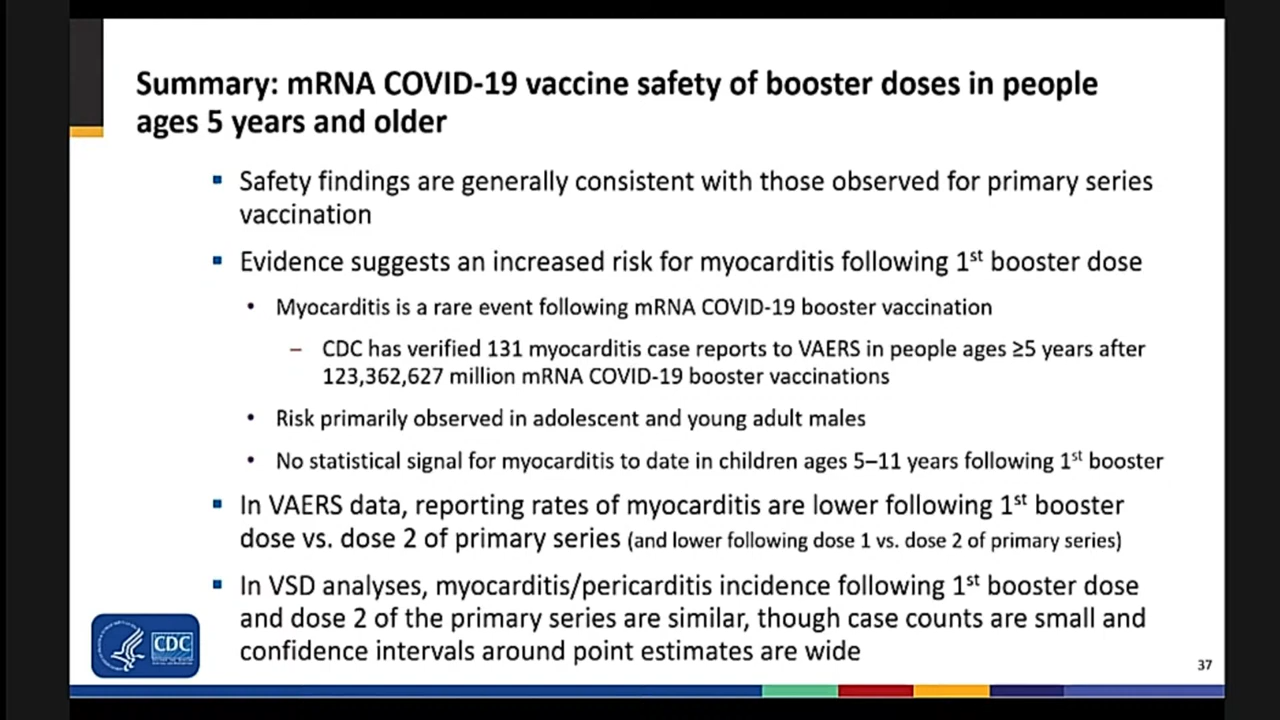 Summary: mRNA COVID-19 vaccine safety of booster doses in people
ages 5 years and older
▪ Safety findings are generally consistent with those observed for primary series
vaccination
▪ Evidence suggests an increased risk for myocarditis following 1st booster dose
• Myocarditis is a rare event following mRNA COVID-19 booster vaccination
– CDC has verified 131 myocarditis case reports to VAERS in people ages ≥5 years after
123,362,627 million mRNA COVID-19 booster vaccinations
• Risk primarily observed in adolescent and young adult males
• No statistical signal for myocarditis to date in children ages 5–11 years following 1st booster
▪ In VAERS data, reporting rates of myocarditis are lower following 1st booster
dose vs. dose 2 of primary series (and lower following dose 1 vs. dose 2 of primary series)
▪ In VSD analyses, myocarditis/pericarditis incidence following 1st booster dose
and dose 2 of the primary series are similar, though case counts are small and
confidence intervals around point estimates are wide
CDC
37